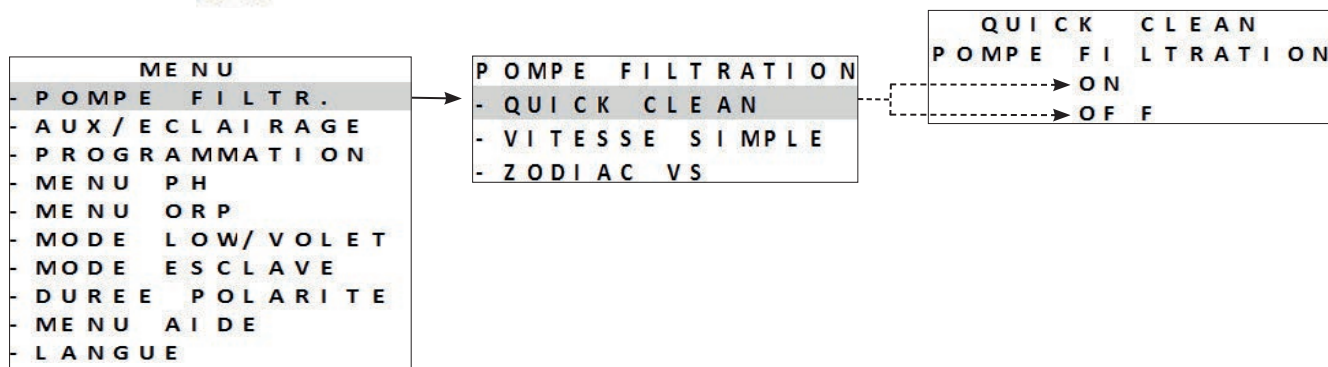 MENU
- POMPE FILTR.
- AUX/ECLAIRAGE
- PROGRAMMATION
- MENU PH
- MENU ORP
- MODE LOW/VOLET
- MODE ESCLAVE
- DUREE POLARITE
- MENU AIDE
- LANGUE
POMPE FILTRATION
- QUICK CLEAN
- VITESSE SIMPLE
- ZODIAC VS
QUICK CLEAN
POMPE FILTRATION
ON
OFF